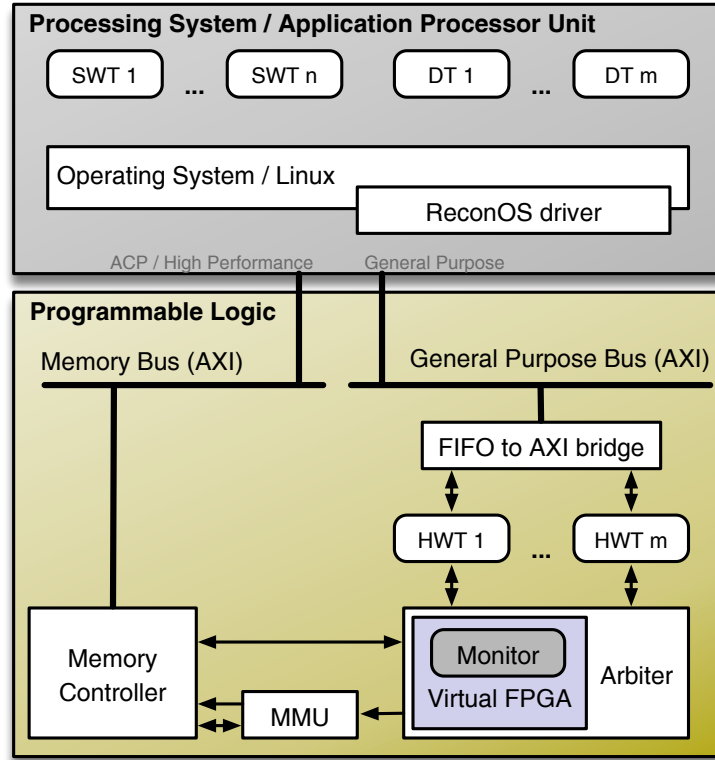 Processing System / Application Processor Unit
SWT 1 ... SWT n DT 1 ... DT m
Operating System / Linux
ReconOS driver
ACP / High Performance General Purpose
Programmable Logic
Memory Bus (AXI) General Purpose Bus (AXI)
FIFO to AXI bridge
HWT 1 ... HWT m
Memory
Controller
MMU
Monitor
Virtual FPGA
Arbiter